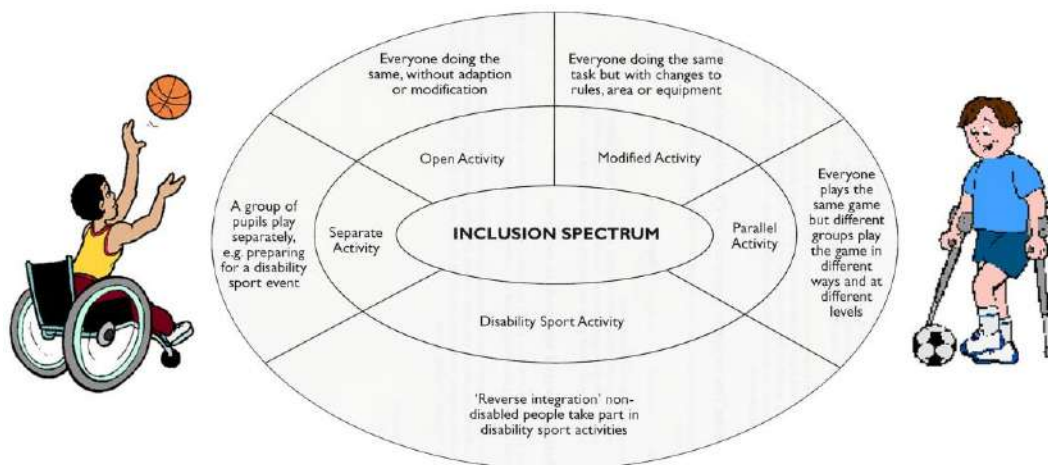 Everyone doing the
same, without adaption
or modification
Everyone doing the same
task but with changes to
rules, area or equipment
Open Activity
Modified Activity
A group of
pupils play
separately,
e.g. preparing
for a disability
sport event
Separate
Activity
INCLUSION SPECTRUM
Parallel
Activity
Everyone
plays the
same game
but different
groups play
the game in
different
ways and at
different
levels
Disability Sport Activity
'Reverse integration' non-
disabled people take part in
disability sport activities